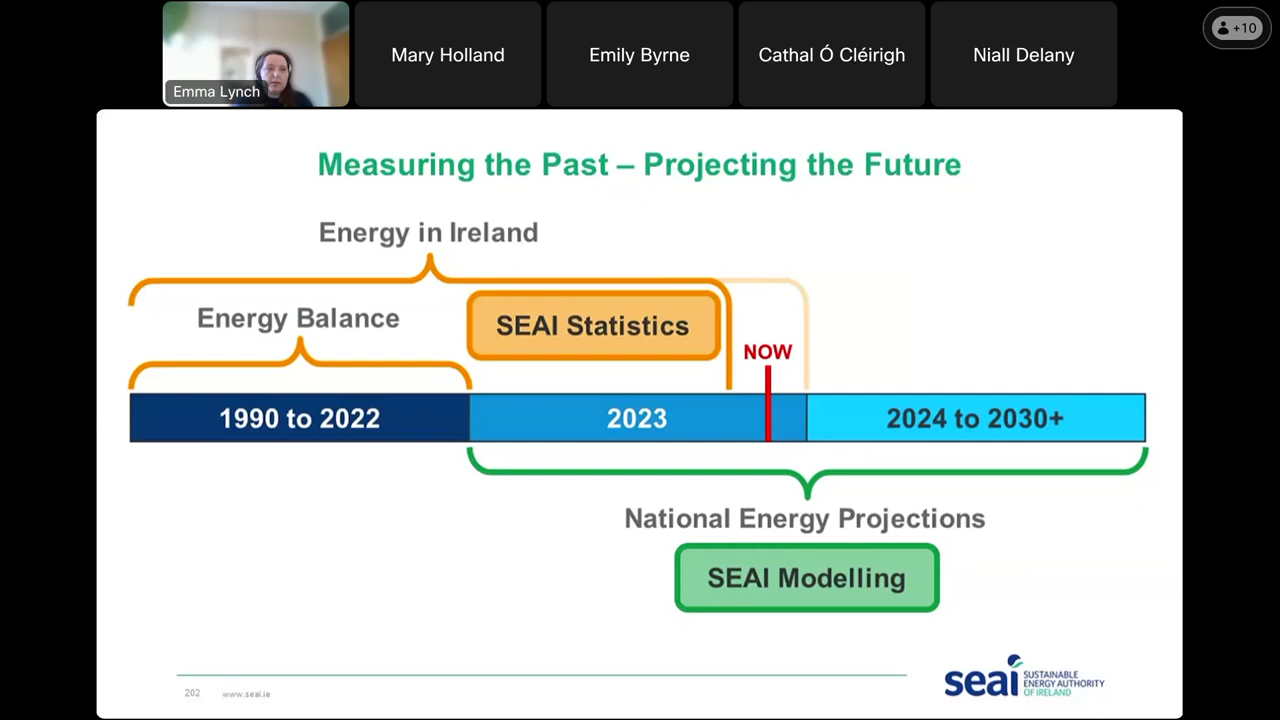 Emma Lynch
Mary Holland
Emily Byrne
Cathal Ó Cléirigh
Niall Delany
+10
Measuring the Past – Projecting the Future
Energy in Ireland
Energy Balance
SEAI Statistics
NOW
1990 to 2022
2023
2024 to 2030+
National Energy Projections
SEAI Modelling
202
www.seai.ie
seai
SUSTAINABLE
ENERGY AUTHORITY
OF IRELAND